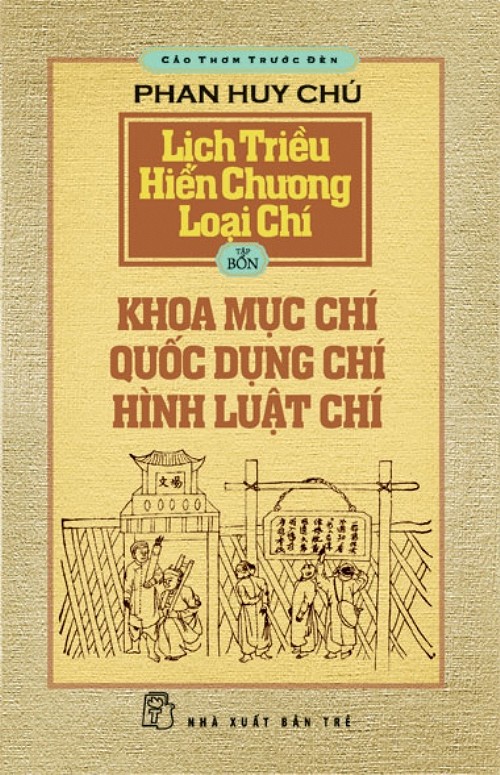 CẢO THƠM TRƯỚC ĐÈN
PHAN HUY CHÚ
Lịch Triều
Hiến Chương
Loại Chí
TẬP
BỐN
KHOA MỤC CHÍ
QUỐC DỤNG CHÍ
HÌNH LUẬT CHÍ
場文
NHÀ XUẤT BẢN TRẺ